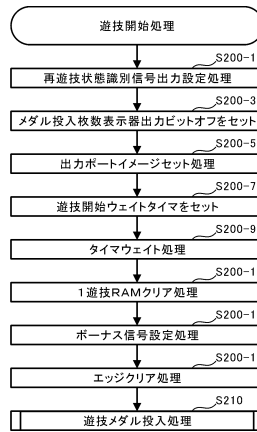 遊技開始処理
S200-1
再遊技状態識別信号出力設定処理
S200-3
メダル投入枚数表示器出力ビットオフをセット
S200-5
出力ポートイメージセット処理
S200-7
遊技開始ウェイトタイマをセット
S200-9
タイマウェイト処理
S200-1
1遊技RAMクリア処理
S200-1
ボーナス信号設定処理
S200-1
エッジクリア処理
S210
遊技メダル投入処理